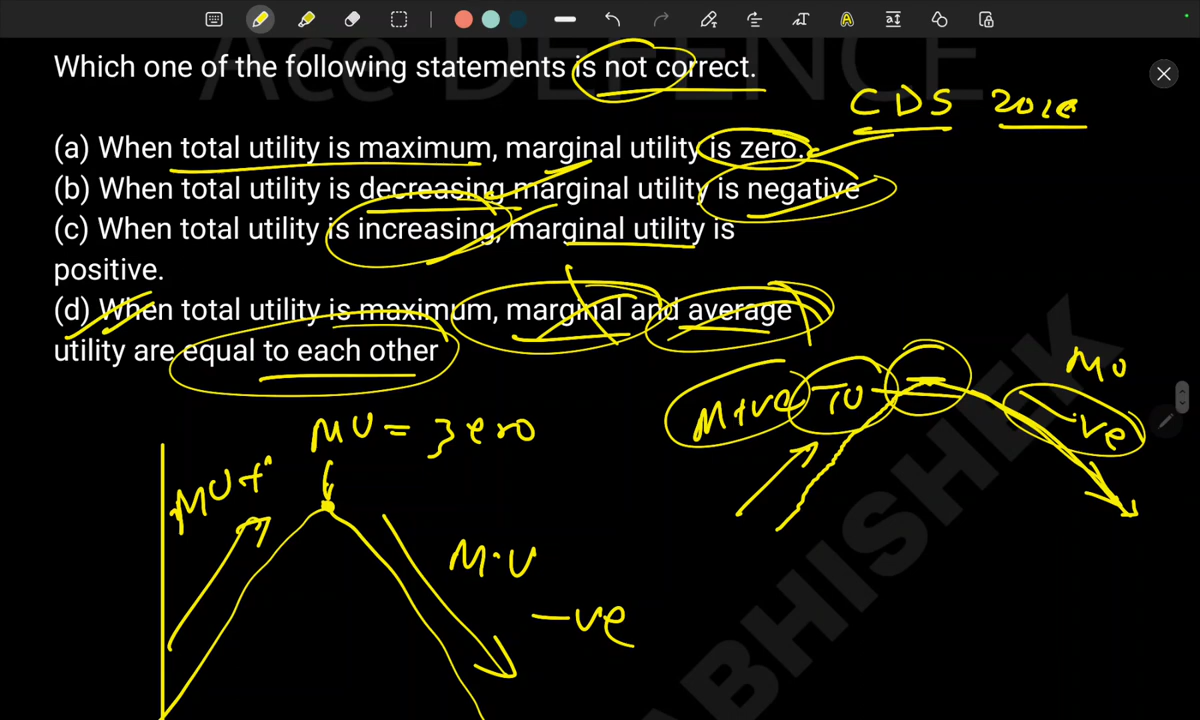 Ace DEFENCE
Which one of the following statements is not correct.
CDS
(a) When total utility is maximum, marginal utility is zero.
(b) When total utility is decreasing marginal utility is negative
(c) When total utility is increasing, marginal utility is
positive.
(d) When total utility is maximum, marginal and average
utility are equal to each other
MU
M+ve TU
-ve
MU = zero
MU +
M.U
-ve
ABHISHEK